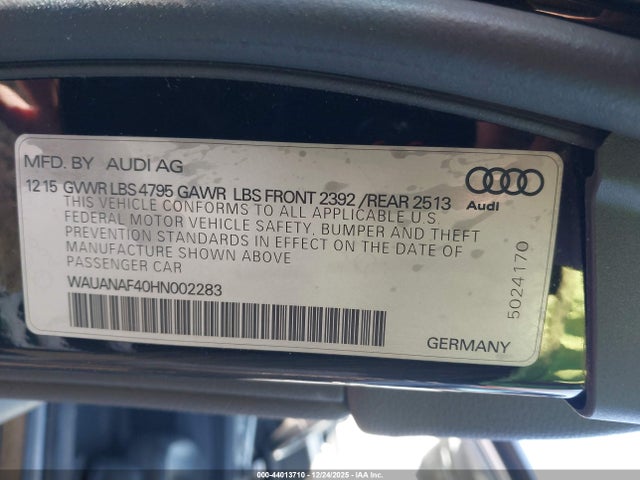 MFD. BY AUDI AG
12 15 GVWR LBS 4795 GAWR LBS FRONT 2392 /REAR 2513
THIS VEHICLE CONFORMS TO ALL APPLICABLE U.S.
FEDERAL MOTOR VEHICLE SAFETY, BUMPER AND THEFT
PREVENTION STANDARDS IN EFFECT ON THE DATE OF
MANUFACTURE SHOWN ABOVE
PASSENGER CAR
WAUANAF40HN002283
Audi
5024170
GERMANY
000-44013710 - 12/24/2025 - IAA Inc.